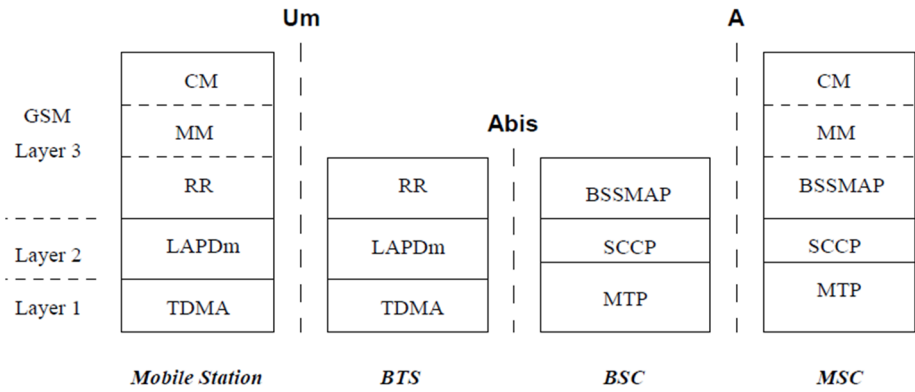 Um
A
Abis
GSM
Layer 3
CM
MM
RR
Layer 2
LAPDm
Layer 1
TDMA
RR
LAPDm
TDMA
BSSMAP
SCCP
MTP
CM
MM
BSSMAP
SCCP
MTP
Mobile Station
BTS
BSC
MSC